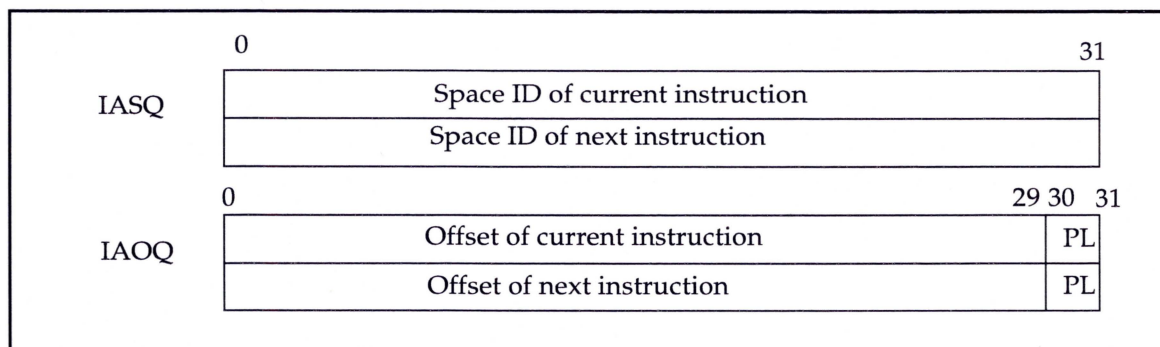 0 31
IASQ
Space ID of current instruction
Space ID of next instruction
0 29 30 31
IAOQ
Offset of current instruction PL
Offset of next instruction PL